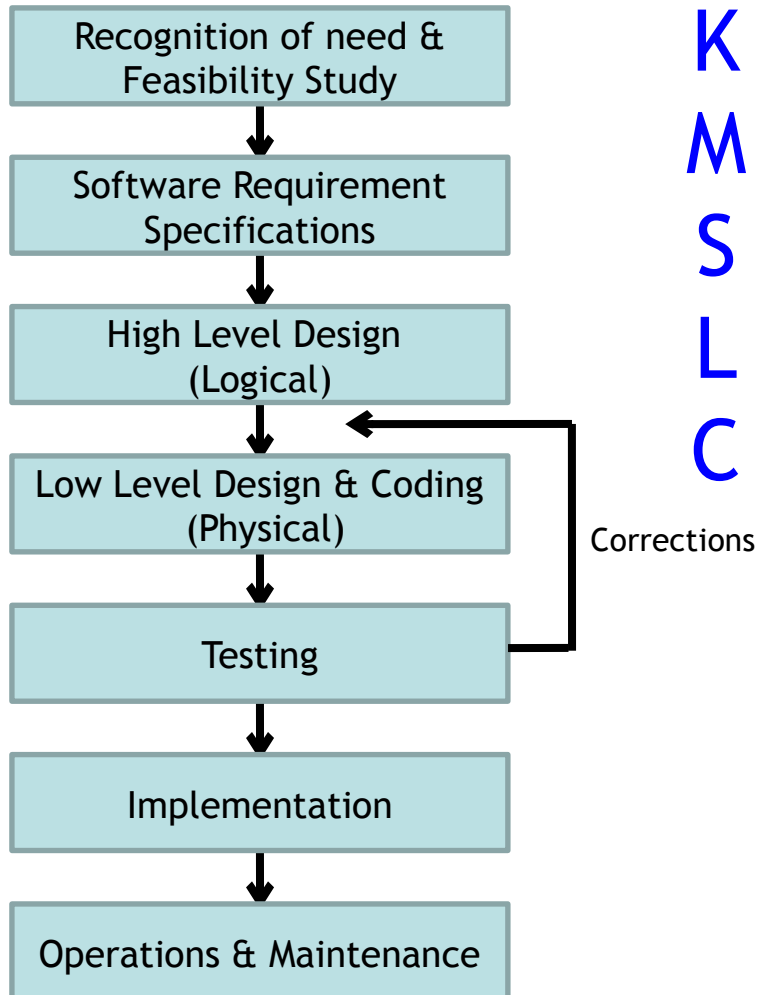 Recognition of need &
Feasibility Study
Software Requirement
Specifications
High Level Design
(Logical)
Low Level Design & Coding
(Physical)
Testing
Implementation
Operations & Maintenance
Corrections
K
M
S
L
C